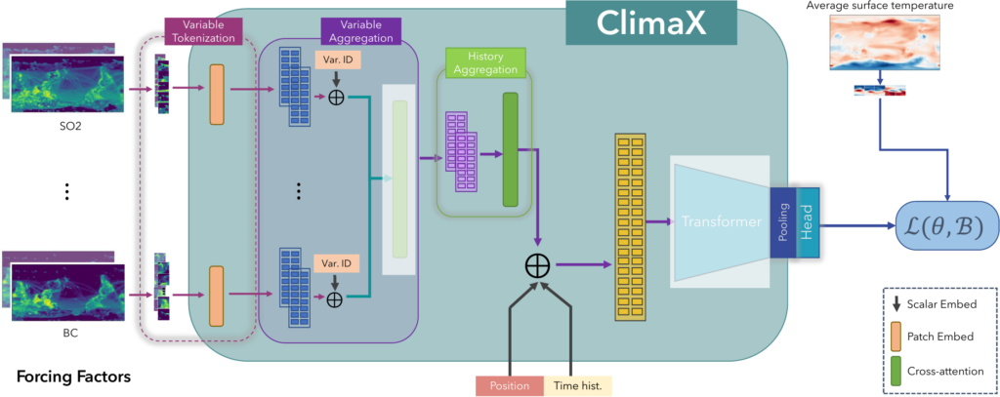 Variable
Tokenization
Variable
Aggregation
ClimaX
Average surface temperature
Var. ID
History
Aggregation
SO2
Transformer
Pooling
Head
ℒ(θ, ℬ)
Var. ID
BC
Scalar Embed
Patch Embed
Cross-attention
Forcing Factors
Position
Time hist.